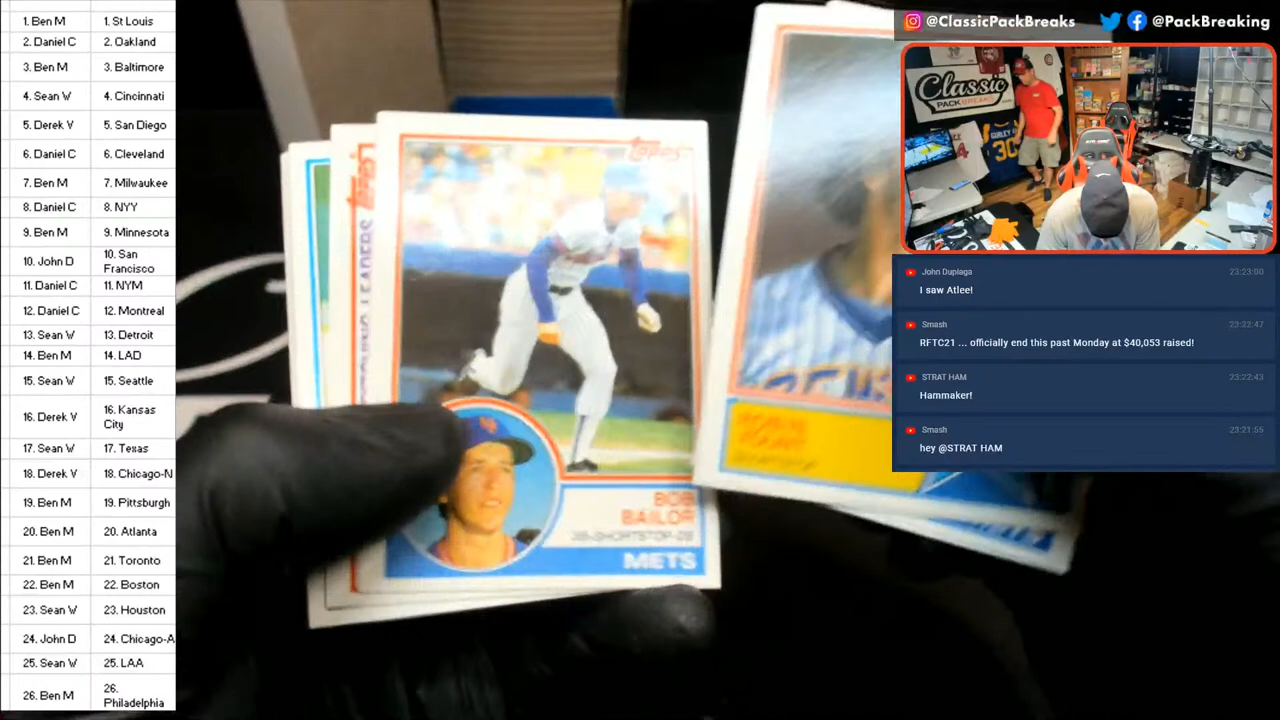 1. Ben M 1. St Louis
2. Daniel C 2. Oakland
3. Ben M 3. Baltimore
4. Sean W 4. Cincinnati
5. Derek V 5. San Diego
6. Daniel C 6. Cleveland
7. Ben M 7. Milwaukee
8. Daniel C 8. NYY
9. Ben M 9. Minnesota
10. John D 10. San
Francisco
11. Daniel C 11. NYM
12. Daniel C 12. Montreal
13. Sean W 13. Detroit
14. Ben M 14. LAD
15. Sean W 15. Seattle
16. Derek V 16. Kansas
City
17. Sean W 17. Texas
18. Derek V 18. Chicago-N
19. Ben M 19. Pittsburgh
20. Ben M 20. Atlanta
21. Ben M 21. Toronto
22. Ben M 22. Boston
23. Sean W 23. Houston
24. John D 24. Chicago-A
25. Sean W 25. LAA
26. Ben M 26.
Philadelphia
Topps
Topps
LEADERS
BOB
BAILOR
METS
@ClassicPackBreaks @PackBreaking
Classic
PACK BREAKS
30
John Duplaga 23:23:00
I saw Atlee!
Smash 23:22:47
RFTC21 ... officially end this past Monday at $40,053 raised!
STRAT HAM 23:22:43
Hammaker!
Smash 23:21:55
hey @STRAT HAM